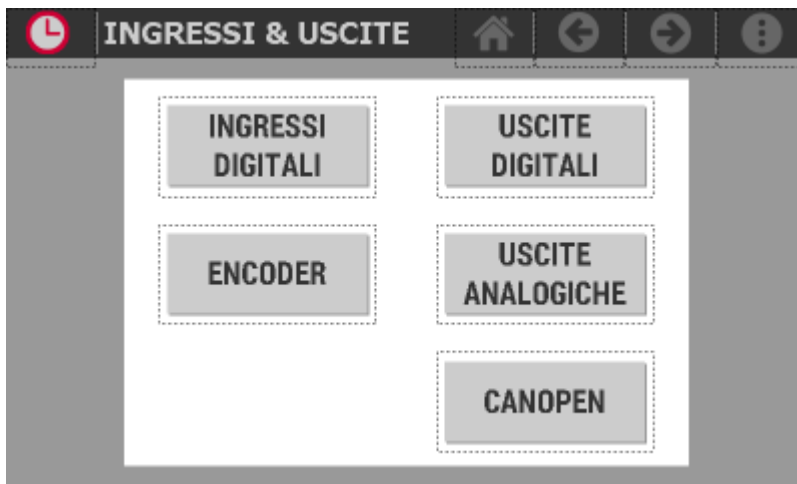 INGRESSI & USCITE
INGRESSI
DIGITALI
USCITE
DIGITALI
ENCODER
USCITE
ANALOGICHE
CANOPEN